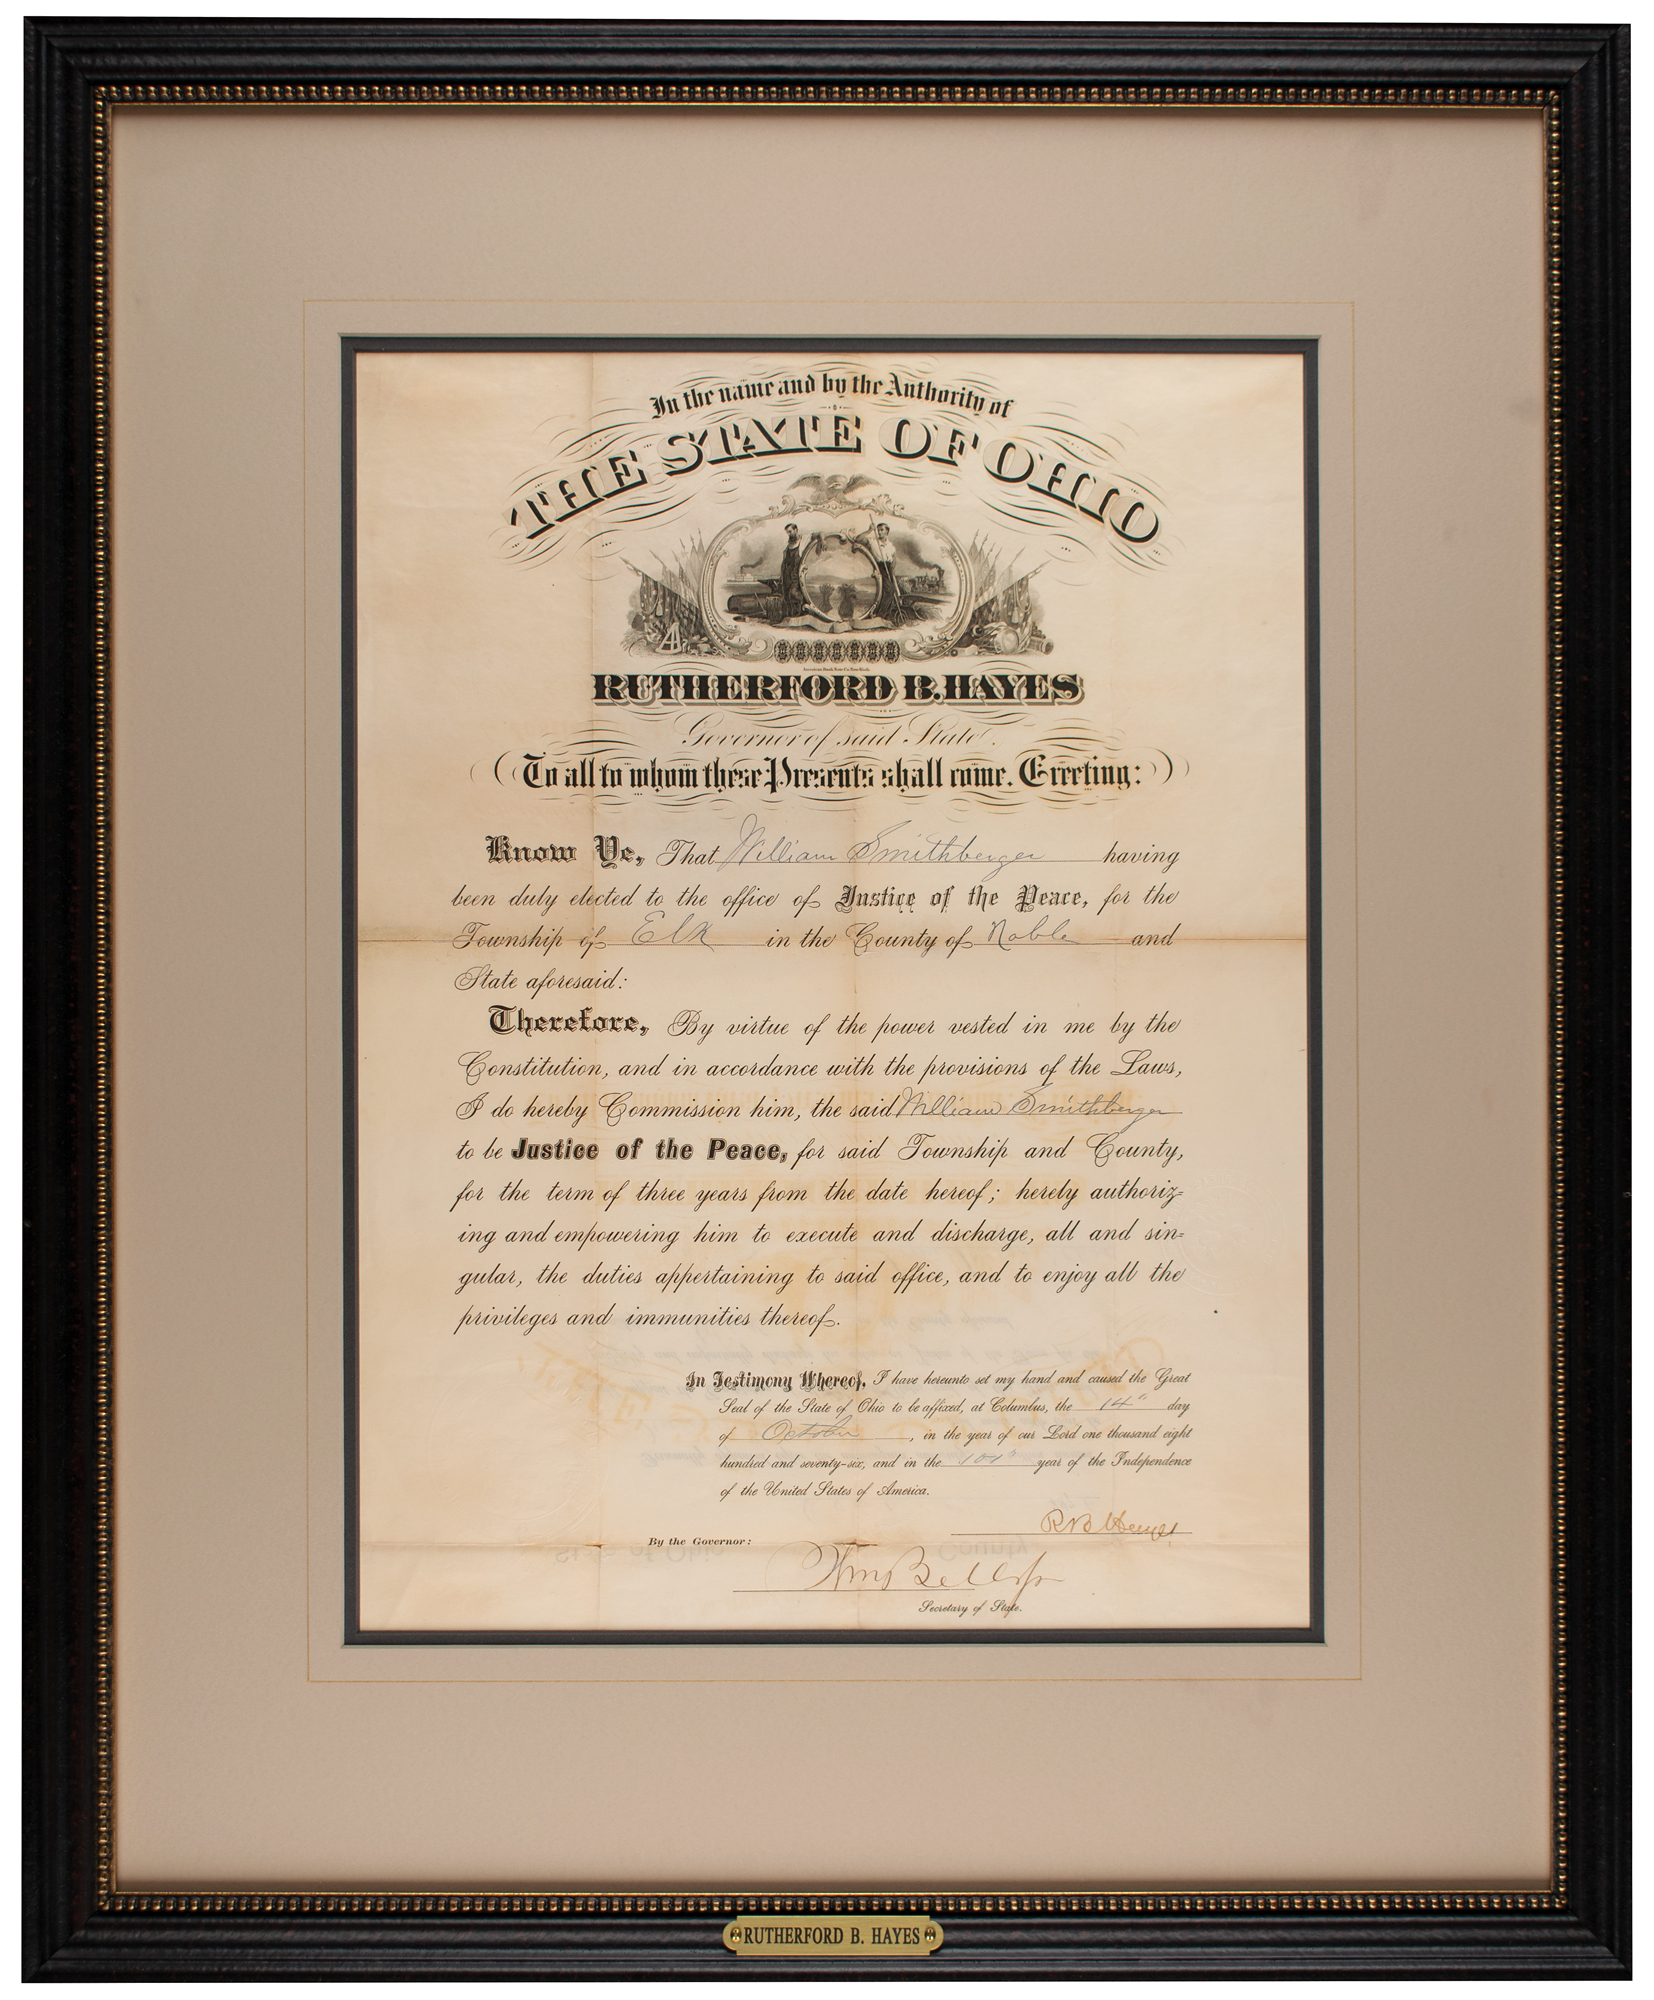 In the name and by the Authority of
THE STATE OF OHIO
American Bank Note Co. New York.
RUTHERFORD B. HAYES
Governor of said State.
To all to whom these Presents shall come, Greeting:
Know Ye, That William Smithberger having
been duly elected to the office of Justice of the Peace, for the
Township of Elk in the County of Noble and
State aforesaid:
Therefore, By virtue of the power vested in me by the
Constitution, and in accordance with the provisions of the Laws,
I do hereby Commission him, the said William Smithberger
to be Justice of the Peace, for said Township and County,
for the term of three years from the date hereof; hereby authoriz=
ing and empowering him to execute and discharge, all and sin=
gular, the duties appertaining to said office, and to enjoy all the
privileges and immunities thereof.
In Testimony Whereof, I have hereunto set my hand and caused the Great
Seal of the State of Ohio to be affixed, at Columbus, the 14th day
of October, in the year of our Lord one thousand eight
hundred and seventy-six, and in the 101st year of the Independence
of the United States of America.
R B Hayes
By the Governor:
Wm Bell Jr
Secretary of State.
RUTHERFORD B. HAYES